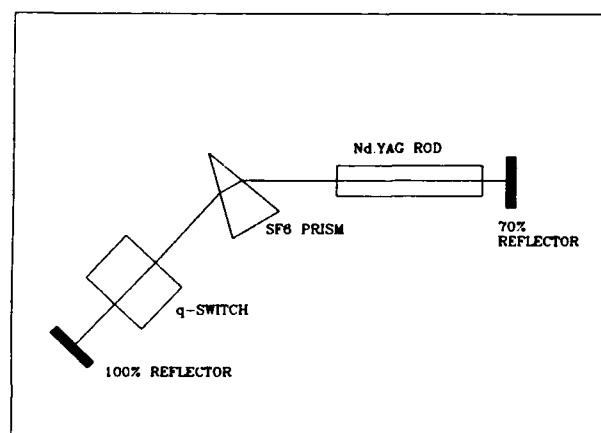 Nd.YAG ROD
SF6 PRISM
70%
REFLECTOR
q-SWITCH
100% REFLECTOR